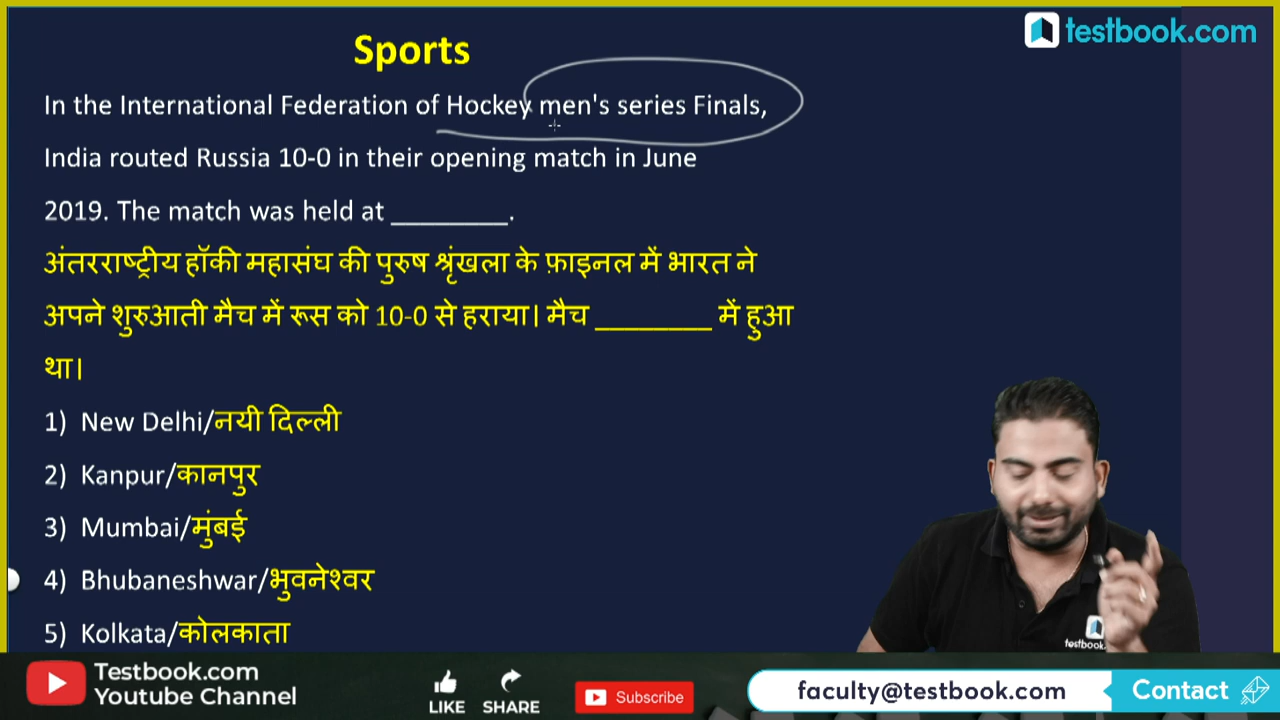 testbook.com
Sports
In the International Federation of Hockey men's series Finals,
India routed Russia 10-0 in their opening match in June
2019. The match was held at ________.
अंतरराष्ट्रीय हॉकी महासंघ की पुरुष श्रृंखला के फ़ाइनल में भारत ने
अपने शुरुआती मैच में रूस को 10-0 से हराया। मैच ________ में हुआ
था।
1) New Delhi/नयी दिल्ली
2) Kanpur/कानपुर
3) Mumbai/मुंबई
4) Bhubaneshwar/भुवनेश्वर
5) Kolkata/कोलकाता
testbook.
Testbook.com
Youtube Channel
LIKE
SHARE
Subscribe
faculty@testbook.com
Contact